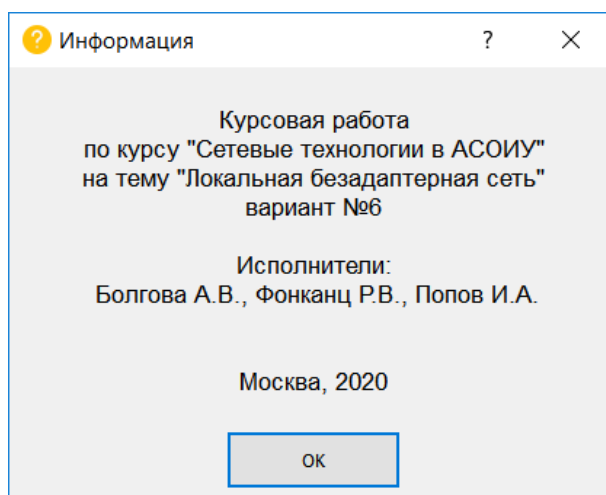 Информация
Курсовая работа
по курсу "Сетевые технологии в АСОИУ"
на тему "Локальная безадаптерная сеть"
вариант №6
Исполнители:
Болгова А.В., Фонканц Р.В., Попов И.А.
Москва, 2020
ОК